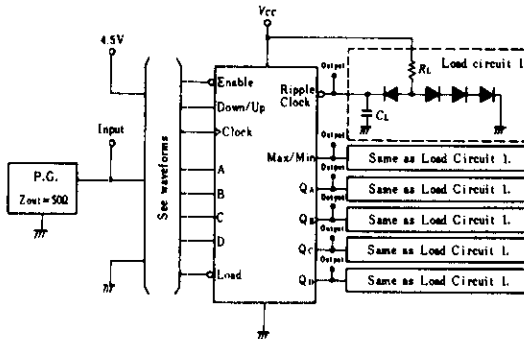 Vcc
4.5V
Output
RL
Load circuit 1.
Enable
Ripple
Clock
Down/Up
CL
Input
Clock
Max/Min
Output
Same as Load Circuit 1.
P.G.
Zout = 50Ω
See waveforms
A
QA
Output
Same as Load Circuit 1.
B
QB
Output
Same as Load Circuit 1.
C
QC
Output
Same as Load Circuit 1.
D
Load
QD
Output
Same as Load Circuit 1.